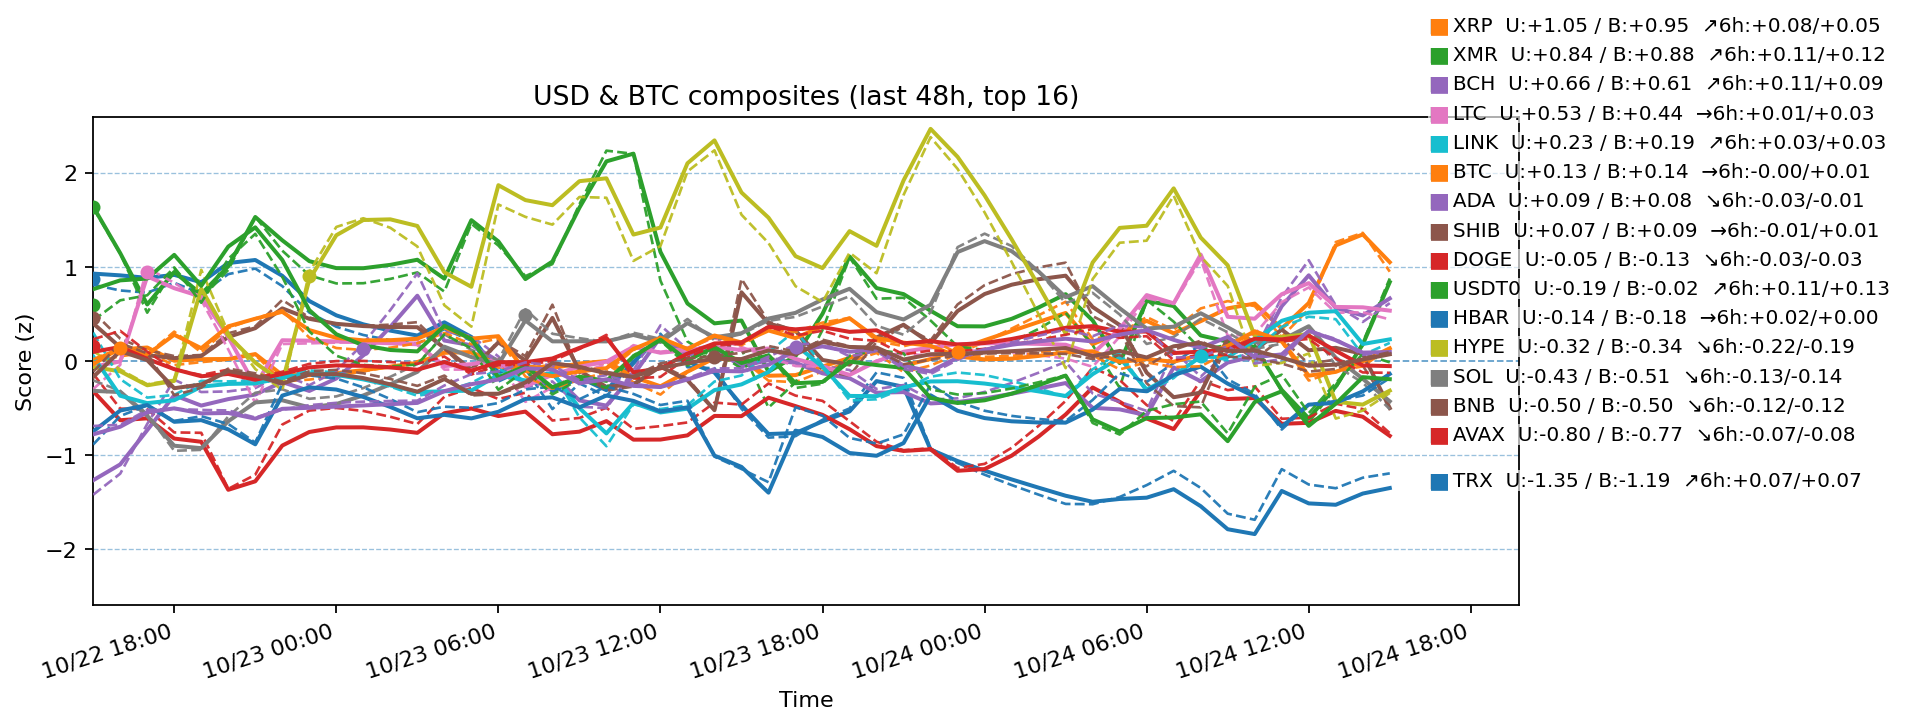 XRP  U:+1.05 / B:+0.95  ↗6h:+0.08/+0.05
XMR  U:+0.84 / B:+0.88  ↗6h:+0.11/+0.12
BCH  U:+0.66 / B:+0.61  ↗6h:+0.11/+0.09
LTC  U:+0.53 / B:+0.44  →6h:+0.01/+0.03
LINK  U:+0.23 / B:+0.19  ↗6h:+0.03/+0.03
BTC  U:+0.13 / B:+0.14  →6h:-0.00/+0.01
ADA  U:+0.09 / B:+0.08  ↘6h:-0.03/-0.01
SHIB  U:+0.07 / B:+0.09  →6h:-0.01/+0.01
DOGE  U:-0.05 / B:-0.13  ↘6h:-0.03/-0.03
USDT0  U:-0.19 / B:-0.02  ↗6h:+0.11/+0.13
HBAR  U:-0.14 / B:-0.18  →6h:+0.02/+0.00
HYPE  U:-0.32 / B:-0.34  ↘6h:-0.22/-0.19
SOL  U:-0.43 / B:-0.51  ↘6h:-0.13/-0.14
BNB  U:-0.50 / B:-0.50  ↘6h:-0.12/-0.12
AVAX  U:-0.80 / B:-0.77  ↘6h:-0.07/-0.08
TRX  U:-1.35 / B:-1.19  ↗6h:+0.07/+0.07
USD & BTC composites (last 48h, top 16)
Score (z)
2
1
0
−1
−2
10/22 18:00
10/23 00:00
10/23 06:00
10/23 12:00
10/23 18:00
10/24 00:00
10/24 06:00
10/24 12:00
10/24 18:00
Time